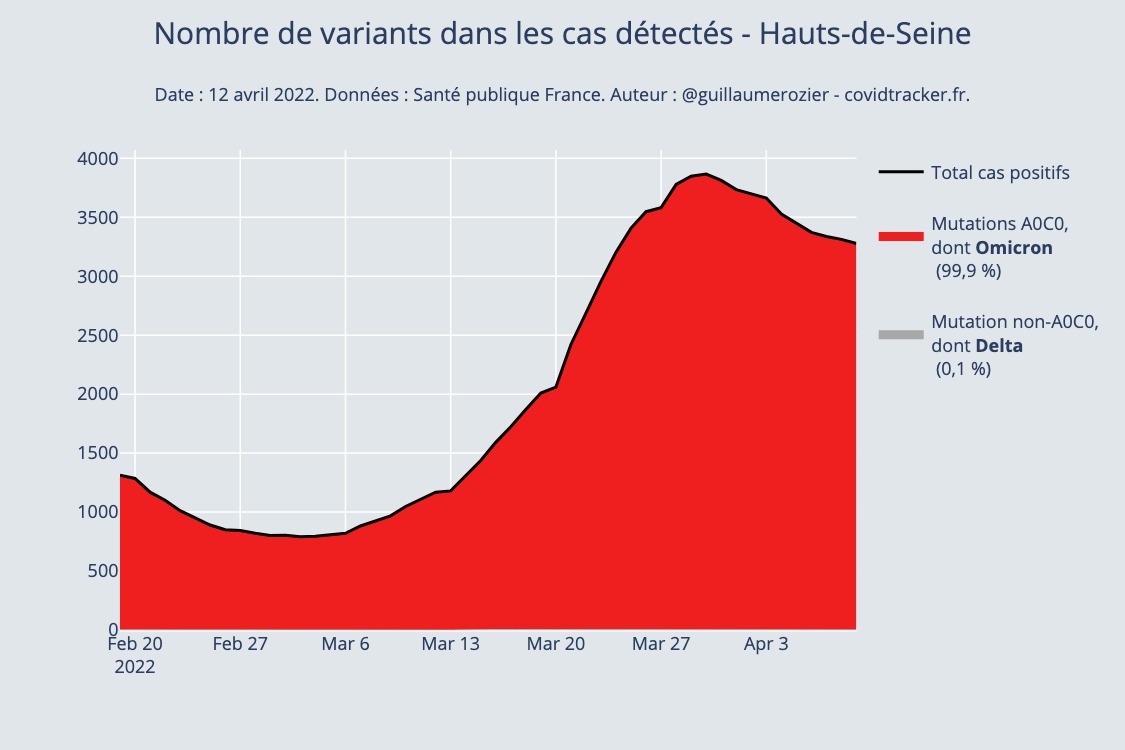 Nombre de variants dans les cas détectés - Hauts-de-Seine
Date : 12 avril 2022. Données : Santé publique France. Auteur : @guillaumerozier - covidtracker.fr.
4000
3500
3000
2500
2000
1500
1000
500
0
Feb 20
2022
Feb 27
Mar 6
Mar 13
Mar 20
Mar 27
Apr 3
Total cas positifs
Mutations A0C0,
dont Omicron
(99,9 %)
Mutation non-A0C0,
dont Delta
(0,1 %)